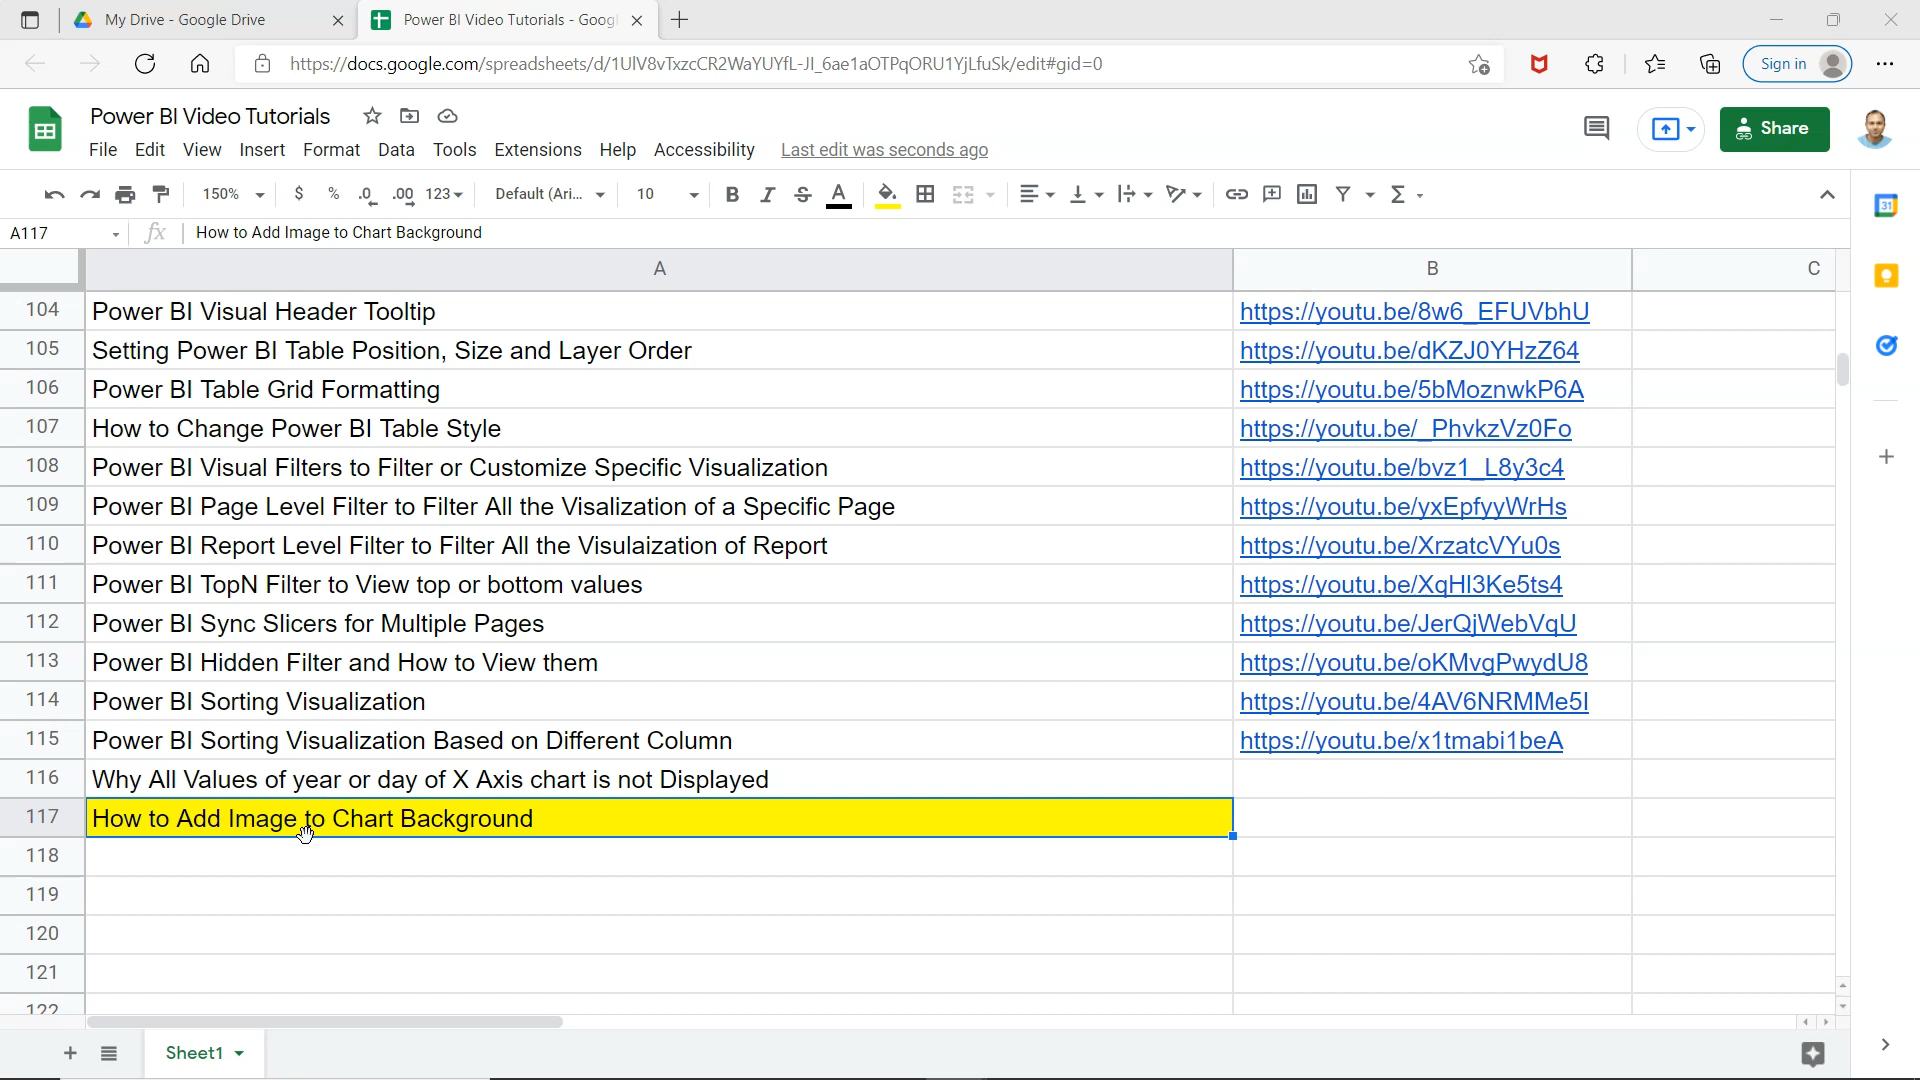 My Drive - Google Drive
Power BI Video Tutorials - Googl
https://docs.google.com/spreadsheets/d/1UlV8vTxzcCR2WaYUYfL-JI_6ae1aOTPqORU1YjLfuSk/edit#gid=0
Sign in
Power BI Video Tutorials
File Edit View Insert Format Data Tools Extensions Help Accessibility Last edit was seconds ago
Share
150% $ % .0 .00 123 Default (Ari... 10 B I S A
A117 fx How to Add Image to Chart Background
A B C
104 Power BI Visual Header Tooltip https://youtu.be/8w6_EFUVbhU
105 Setting Power BI Table Position, Size and Layer Order https://youtu.be/dKZJ0YHzZ64
106 Power BI Table Grid Formatting https://youtu.be/5bMoznwkP6A
107 How to Change Power BI Table Style https://youtu.be/_PhvkzVz0Fo
108 Power BI Visual Filters to Filter or Customize Specific Visualization https://youtu.be/bvz1_L8y3c4
109 Power BI Page Level Filter to Filter All the Visalization of a Specific Page https://youtu.be/yxEpfyyWrHs
110 Power BI Report Level Filter to Filter All the Visulaization of Report https://youtu.be/XrzatcVYu0s
111 Power BI TopN Filter to View top or bottom values https://youtu.be/XqHI3Ke5ts4
112 Power BI Sync Slicers for Multiple Pages https://youtu.be/JerQjWebVqU
113 Power BI Hidden Filter and How to View them https://youtu.be/oKMvgPwydU8
114 Power BI Sorting Visualization https://youtu.be/4AV6NRMMe5I
115 Power BI Sorting Visualization Based on Different Column https://youtu.be/x1tmabi1beA
116 Why All Values of year or day of X Axis chart is not Displayed
117 How to Add Image to Chart Background
118
119
120
121
122
Sheet1
31